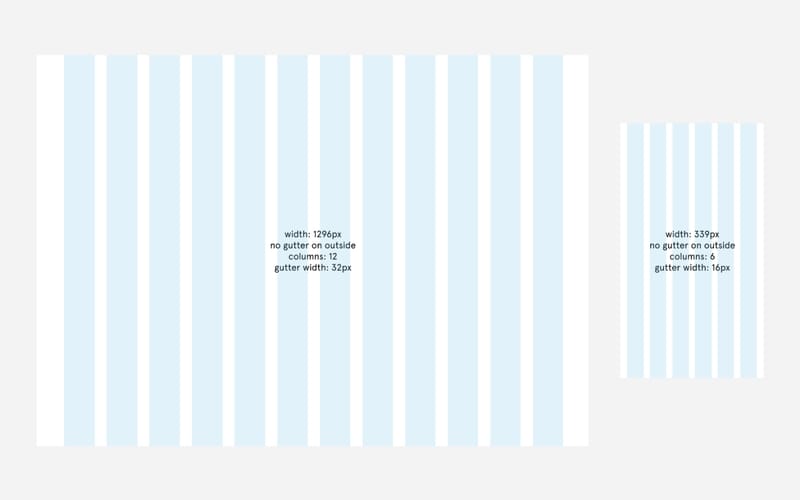 width: 1296px
no gutter on outside
columns: 12
gutter width: 32px
width: 339px
no gutter on outside
columns: 6
gutter width: 16px